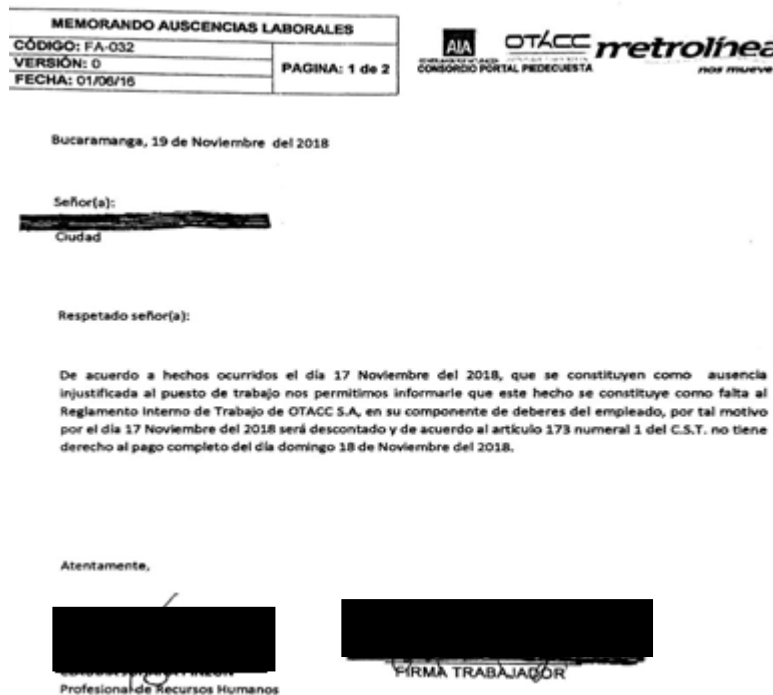 MEMORANDO AUSCENCIAS LABORALES
CÓDIGO: FA-032
VERSIÓN: 0
FECHA: 01/06/16
PAGINA: 1 de 2
AIA
CONSORCIO PORTAL PIEDECUESTA
OTACC
metrolínea
nos mueve
Bucaramanga, 19 de Noviembre del 2018
Señor(a):
Ciudad
Respetado señor(a):
De acuerdo a hechos ocurridos el día 17 Noviembre del 2018, que se constituyen como ausencia
injustificada al puesto de trabajo nos permitimos informarle que este hecho se constituye como falta al
Reglamento Interno de Trabajo de OTACC S.A, en su componente de deberes del empleado, por tal motivo
por el día 17 Noviembre del 2018 será descontado y de acuerdo al artículo 173 numeral 1 del C.S.T. no tiene
derecho al pago completo del día domingo 18 de Noviembre del 2018.
Atentamente,
FIRMA TRABAJADOR
Profesional de Recursos Humanos